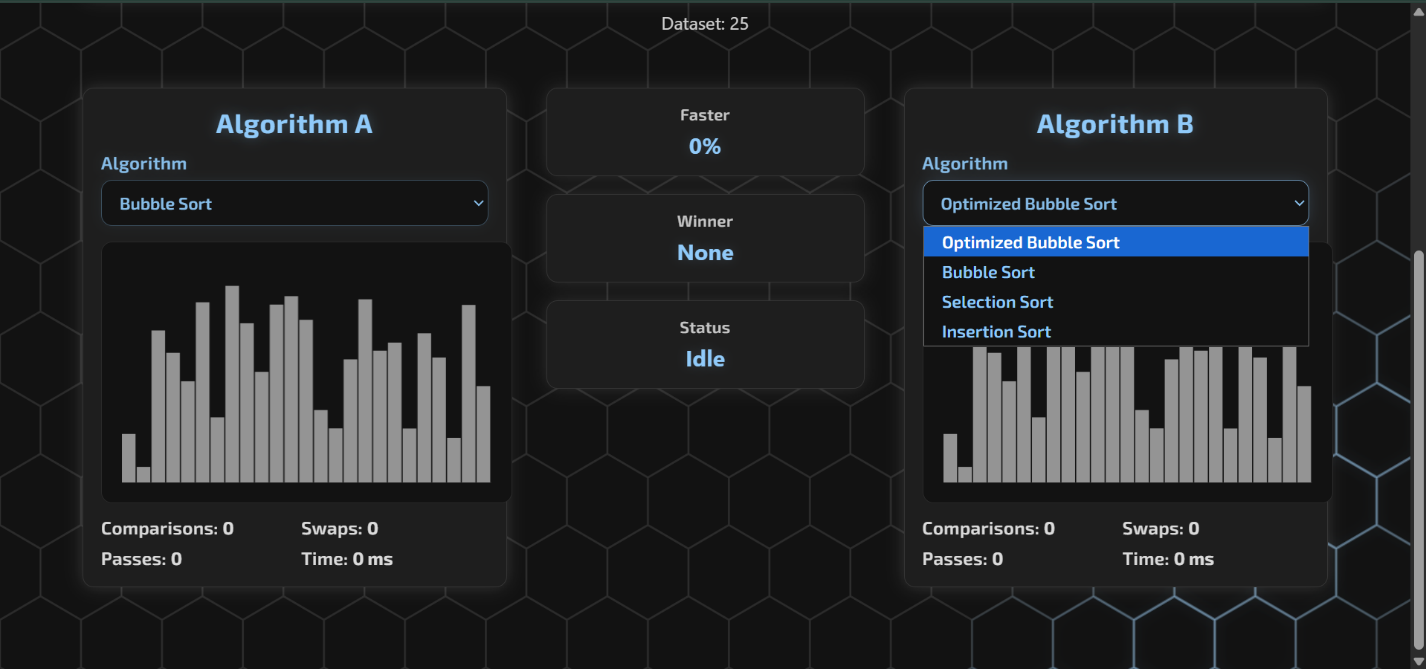 Dataset: 25
Algorithm A
Algorithm
Bubble Sort
Comparisons: 0
Swaps: 0
Passes: 0
Time: 0 ms
Faster
0%
Winner
None
Status
Idle
Algorithm B
Algorithm
Optimized Bubble Sort
Optimized Bubble Sort
Bubble Sort
Selection Sort
Insertion Sort
Comparisons: 0
Swaps: 0
Passes: 0
Time: 0 ms